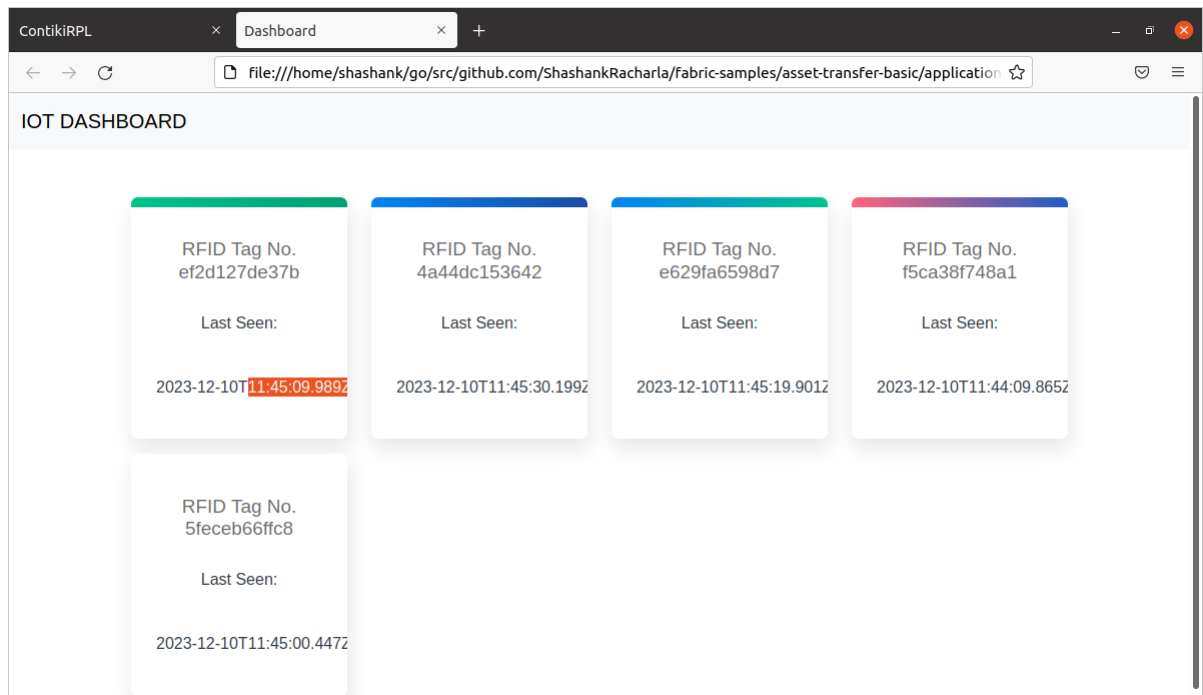 ContikiRPL
Dashboard
file:///home/shashank/go/src/github.com/ShashankRacharla/fabric-samples/asset-transfer-basic/application
IOT DASHBOARD
RFID Tag No.
ef2d127de37b
Last Seen:
2023-12-10T11:45:09.989Z
RFID Tag No.
4a44dc153642
Last Seen:
2023-12-10T11:45:30.199Z
RFID Tag No.
e629fa6598d7
Last Seen:
2023-12-10T11:45:19.901Z
RFID Tag No.
f5ca38f748a1
Last Seen:
2023-12-10T11:44:09.865Z
RFID Tag No.
5feceb66ffc8
Last Seen:
2023-12-10T11:45:00.447Z